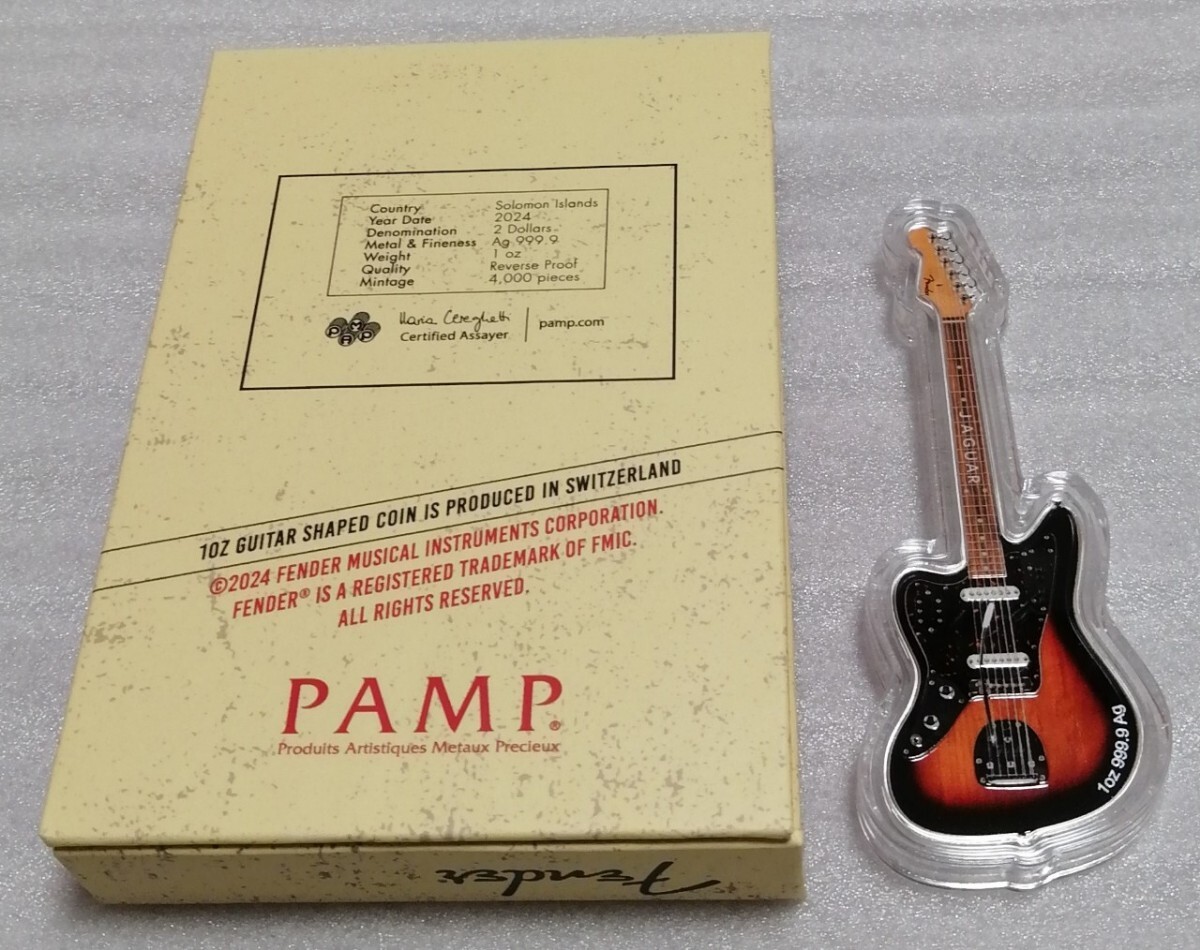 Country Solomon Islands
Year Date 2024
Denomination 2 Dollars
Metal & Fineness Ag 999.9
Weight 1 oz
Quality Reverse Proof
Mintage 4,000 pieces
PAMP
Certified Assayer
pamp.com
1OZ GUITAR SHAPED COIN IS PRODUCED IN SWITZERLAND
©2024 FENDER MUSICAL INSTRUMENTS CORPORATION.
FENDER® IS A REGISTERED TRADEMARK OF FMIC.
ALL RIGHTS RESERVED.
PAMP®
Produits Artistiques Metaux Precieux
Fender
Fender
JAGUAR
1oz 999.9 Ag